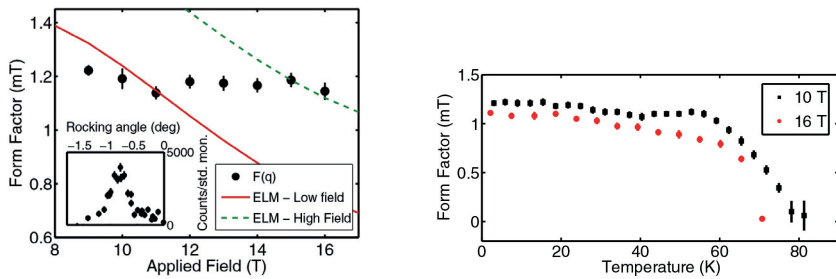 Form Factor (mT)
1.4
1.2
1
0.8
0.6
8
10
12
14
16
Applied Field (T)
Rocking angle (deg)
−1.5
−1
−0.5
0
5000
0
Counts/std. mon.
F(q)
ELM − Low field
ELM − High Field
Form Factor (mT)
1.5
1
0.5
0
0
20
40
60
80
Temperature (K)
10 T
16 T